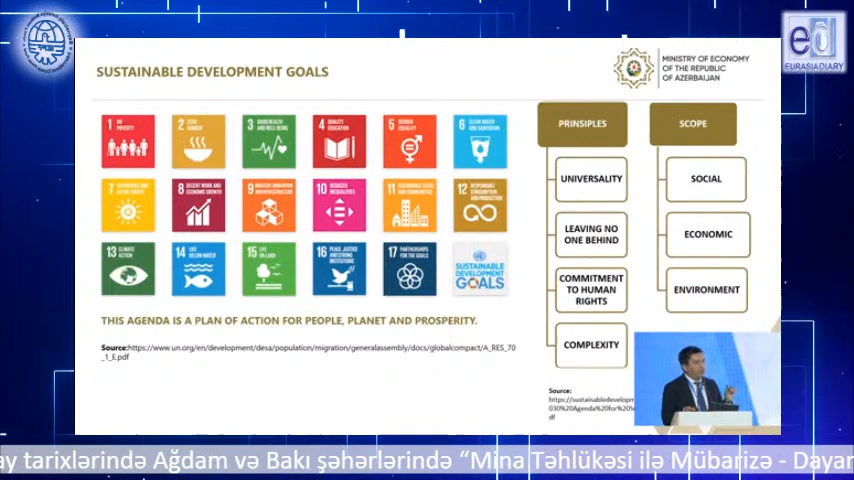 EURASIADIARY
SUSTAINABLE DEVELOPMENT GOALS
MINISTRY OF ECONOMY
OF THE REPUBLIC
OF AZERBAIJAN
1 NO
POVERTY
2 ZERO
HUNGER
3 GOOD HEALTH
AND WELL-BEING
4 QUALITY
EDUCATION
5 GENDER
EQUALITY
6 CLEAN WATER
AND SANITATION
7 AFFORDABLE AND
CLEAN ENERGY
8 DECENT WORK AND
ECONOMIC GROWTH
9 INDUSTRY, INNOVATION
AND INFRASTRUCTURE
10 REDUCED
INEQUALITIES
11 SUSTAINABLE CITIES
AND COMMUNITIES
12 RESPONSIBLE
CONSUMPTION
AND PRODUCTION
13 CLIMATE
ACTION
14 LIFE
BELOW WATER
15 LIFE
ON LAND
16 PEACE, JUSTICE
AND STRONG
INSTITUTIONS
17 PARTNERSHIPS
FOR THE GOALS
SUSTAINABLE
DEVELOPMENT
GOALS
THIS AGENDA IS A PLAN OF ACTION FOR PEOPLE, PLANET AND PROSPERITY.
Source:https://www.un.org/en/development/desa/population/migration/generalassembly/docs/globalcompact/A_RES_70
_1_E.pdf
PRINSIPLES
UNIVERSALITY
LEAVING NO
ONE BEHIND
COMMITMENT
TO HUMAN
RIGHTS
COMPLEXITY
SCOPE
SOCIAL
ECONOMIC
ENVIRONMENT
Source:
https://sustainabledevelopm
030%20Agenda%20for%20S
df
ay tarixlərində Ağdam və Bakı şəhərlərində “Mina Təhlükəsi ilə Mübarizə - Dayan